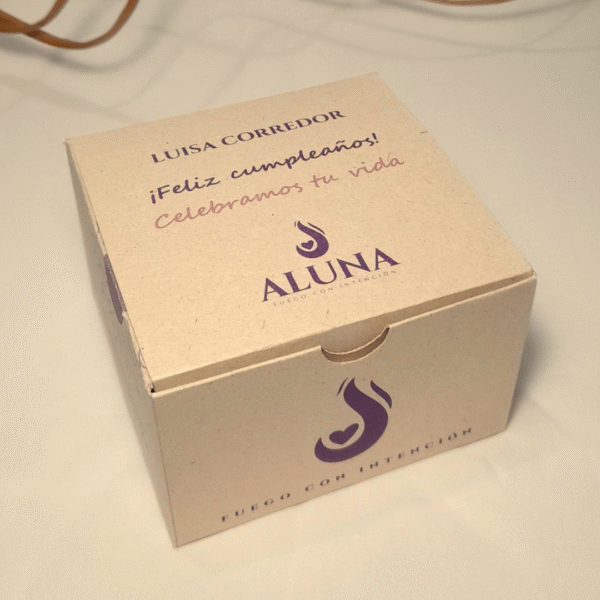 LUISA CORREDOR
¡Feliz cumpleaños!
Celebramos tu vida
ALUNA
FUEGO CON INTENCIÓN
FUEGO CON INTENCIÓN